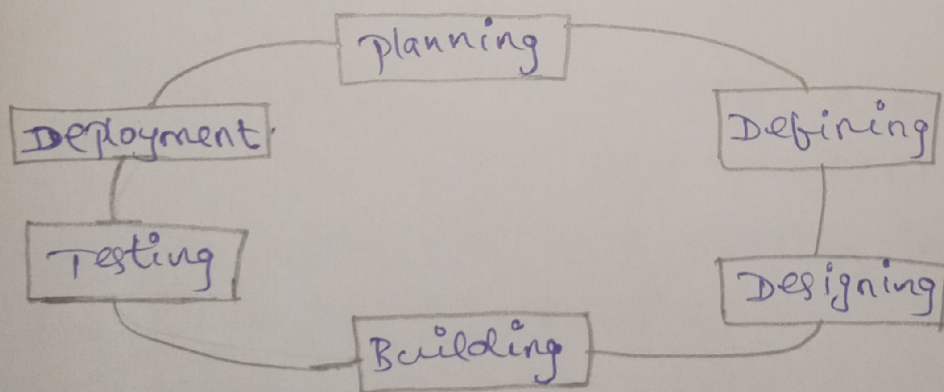 Planning
Defining
Designing
Building
Testing
Deployment